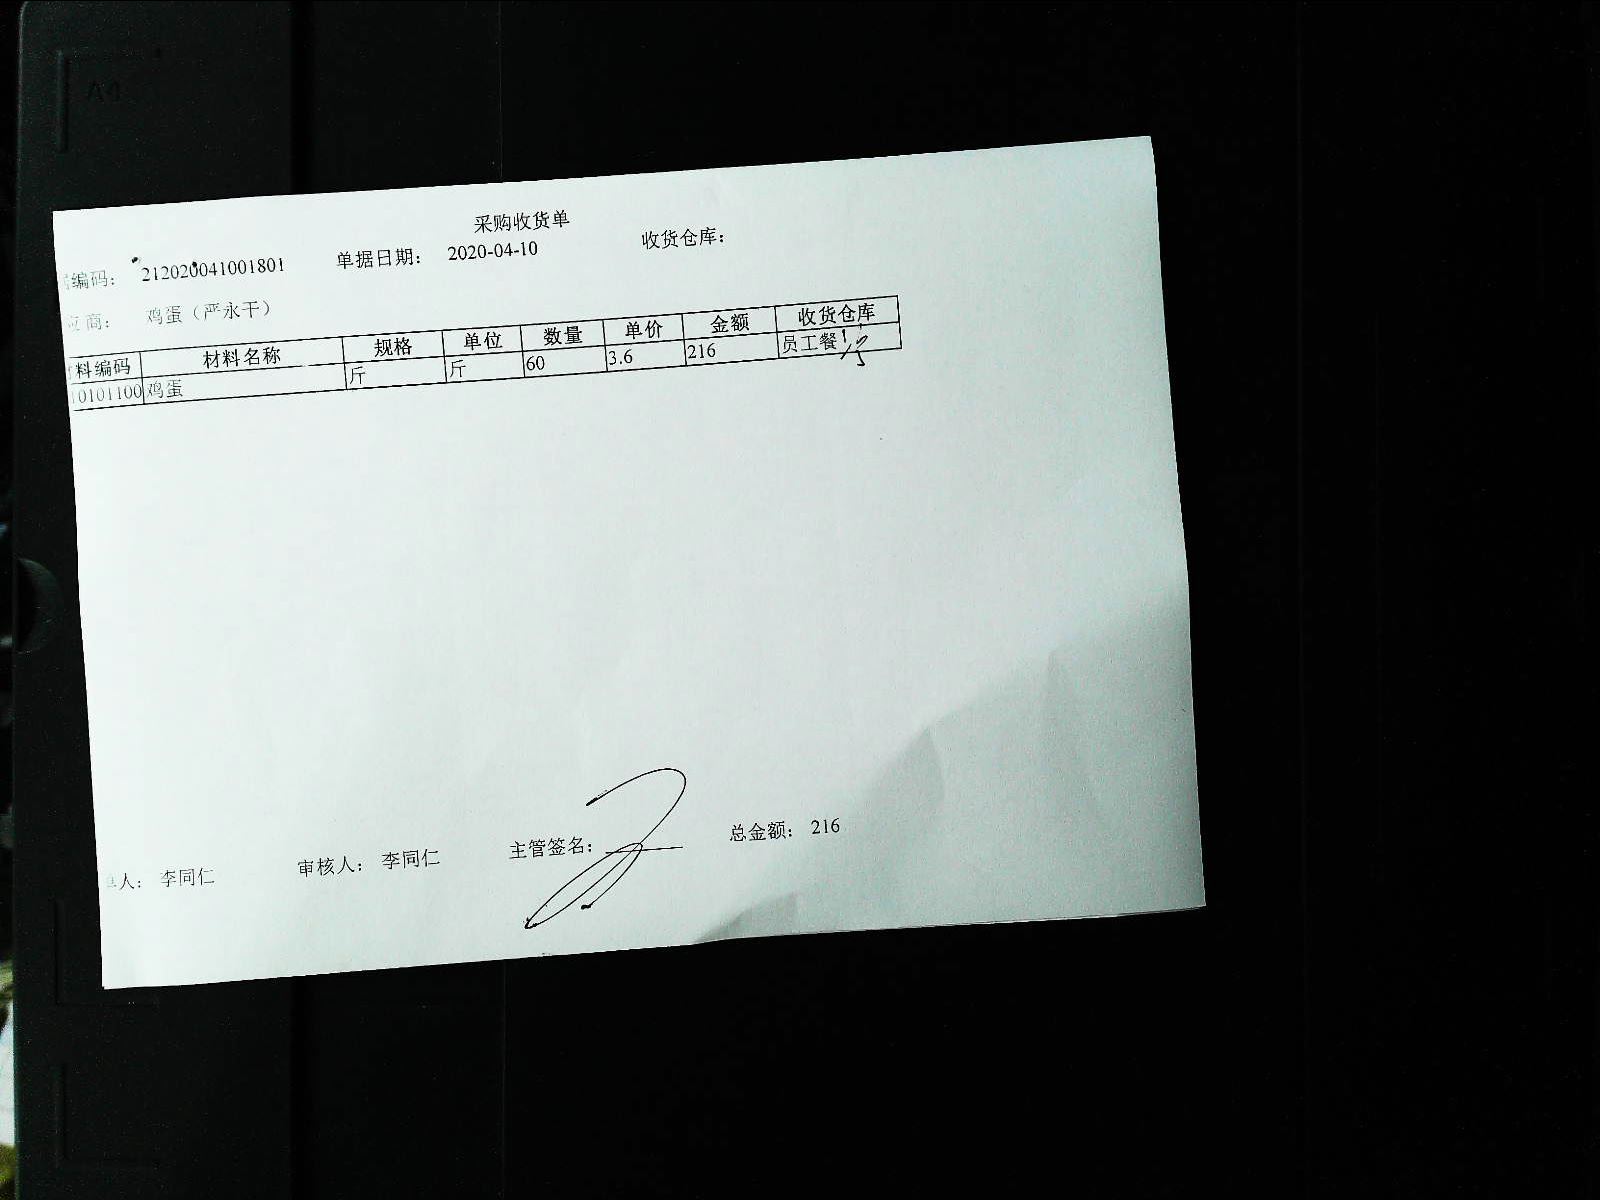 A4
采购收货单
编码： 212020041001801 单据日期： 2020-04-10 收货仓库：
应商： 鸡蛋（严永干）
料编码 材料名称 规格 单位 数量 单价 金额 收货仓库
10101100 鸡蛋 斤 斤 60 3.6 216 员工餐
单人： 李同仁 审核人： 李同仁 主管签名： 总金额： 216